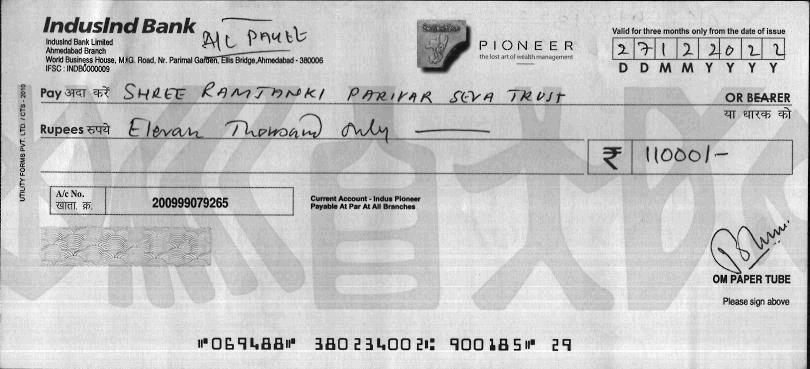 IndusInd Bank
IndusInd Bank Limited
Ahmedabad Branch
World Business House, M.G. Road, Nr. Parimal Garden, Ellis Bridge, Ahmedabad - 380006
IFSC : INDB0000009
A/C PAYEE
PIONEER
the lost art of wealth management
Valid for three months only from the date of issue
2 7 1 2 2 0 2 2
D D M M Y Y Y Y
Pay अदा करें SHREE RAMJANKI PARIVAR SEVA TRUST OR BEARER
या धारक को
Rupees रुपये Elevan Thousand only
₹ 11000/-
A/c No.
खाता. क्र. 200999079265
Current Account - Indus Pioneer
Payable At Par At All Branches
UTILITY FORMS PVT. LTD. / CTS - 2010
OM PAPER TUBE
Please sign above
⑈069488⑈ 380234002⑆ 900185⑈ 29